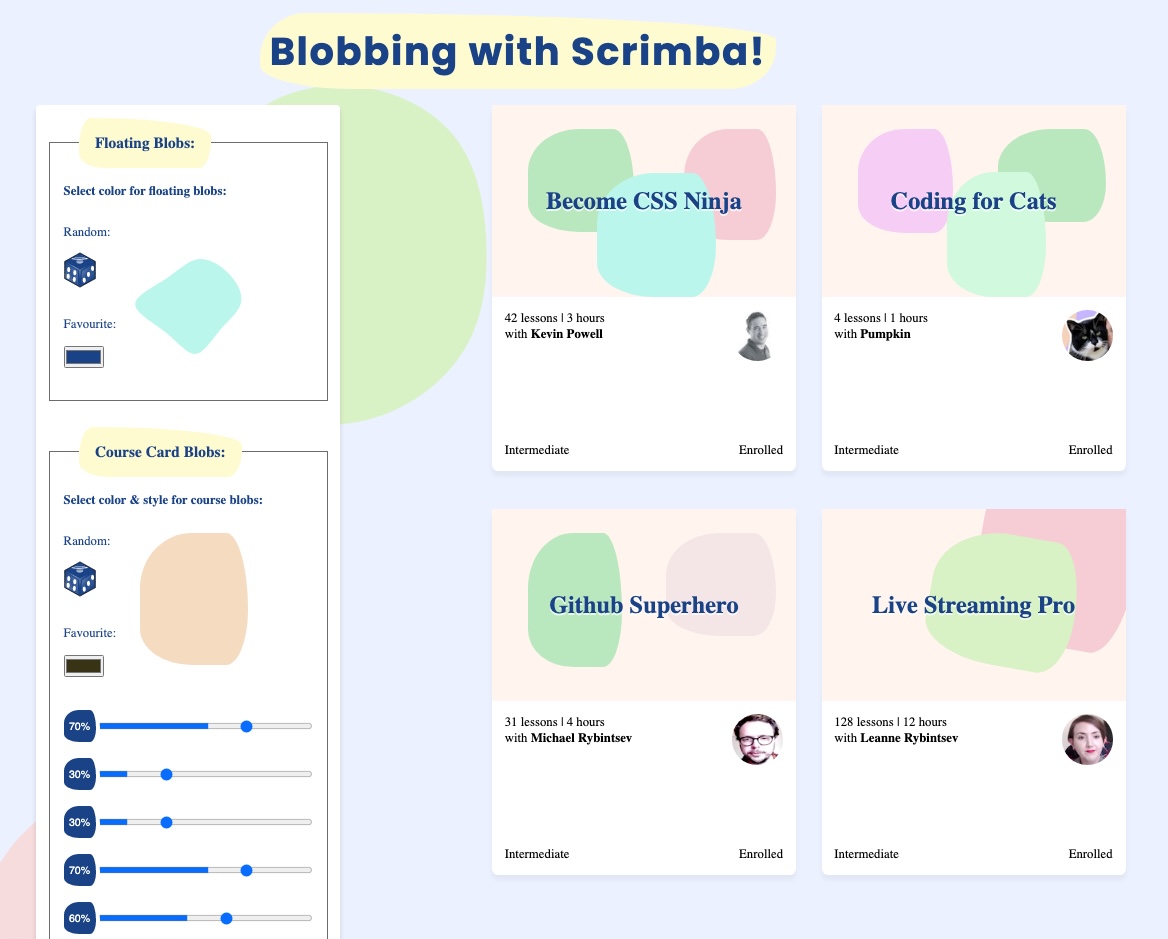 Blobbing with Scrimba!
Floating Blobs:
Select color for floating blobs:
Random:
Favourite:
Course Card Blobs:
Select color & style for course blobs:
Random:
Favourite:
70%
30%
30%
70%
60%
Become CSS Ninja
42 lessons | 3 hours
with Kevin Powell
Intermediate
Enrolled
Coding for Cats
4 lessons | 1 hours
with Pumpkin
Intermediate
Enrolled
Github Superhero
31 lessons | 4 hours
with Michael Rybintsev
Intermediate
Enrolled
Live Streaming Pro
128 lessons | 12 hours
with Leanne Rybintsev
Intermediate
Enrolled